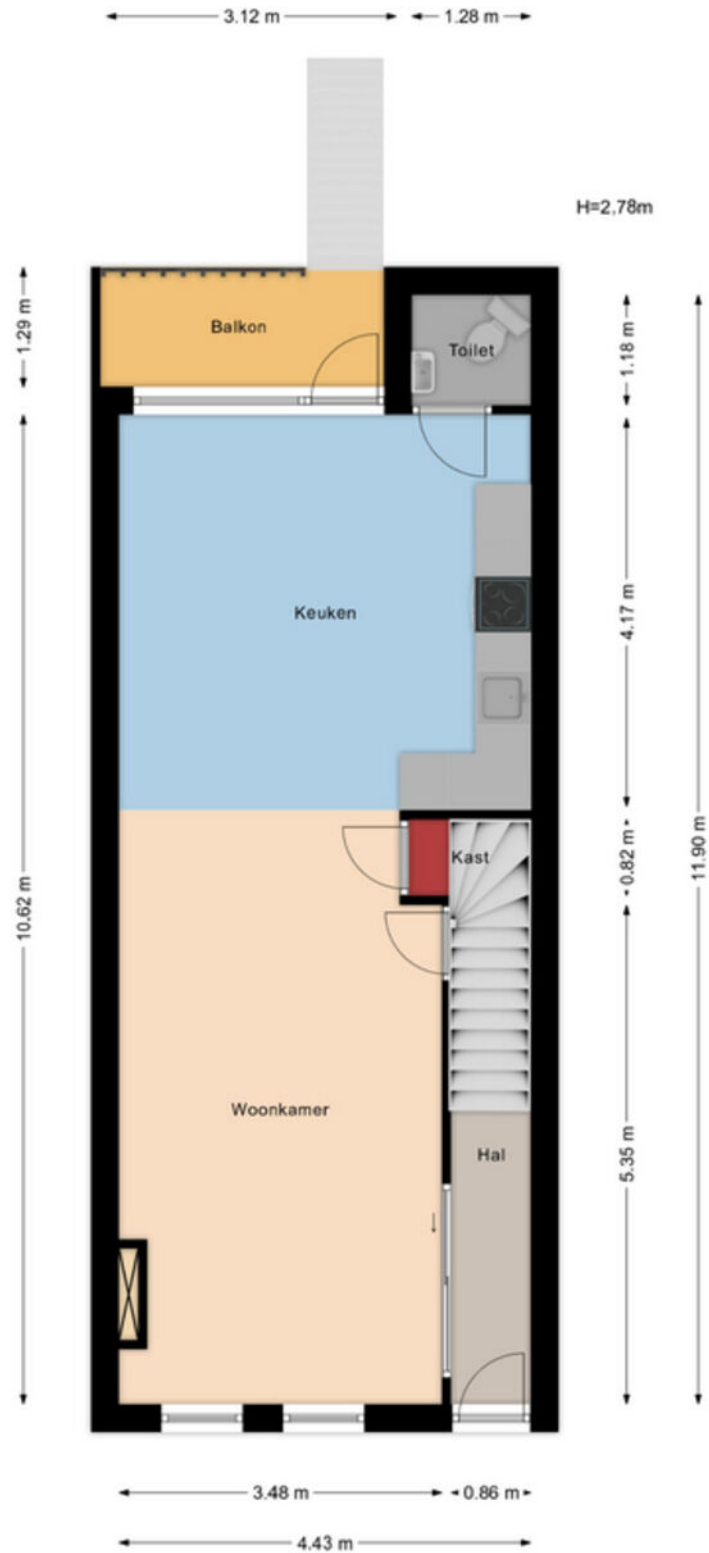 3.12 m
1.28 m
H=2.78m
1.29 m
Balkon
Toilet
1.18 m
Keuken
4.17 m
Kast
0.82 m
11.90 m
10.62 m
Woonkamer
Hal
5.35 m
3.48 m
0.86 m
4.43 m